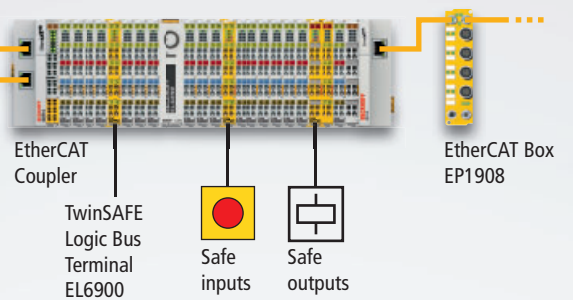 EtherCAT
Coupler
TwinSAFE
Logic Bus
Terminal
EL6900
Safe
inputs
Safe
outputs
EtherCAT Box
EP1908